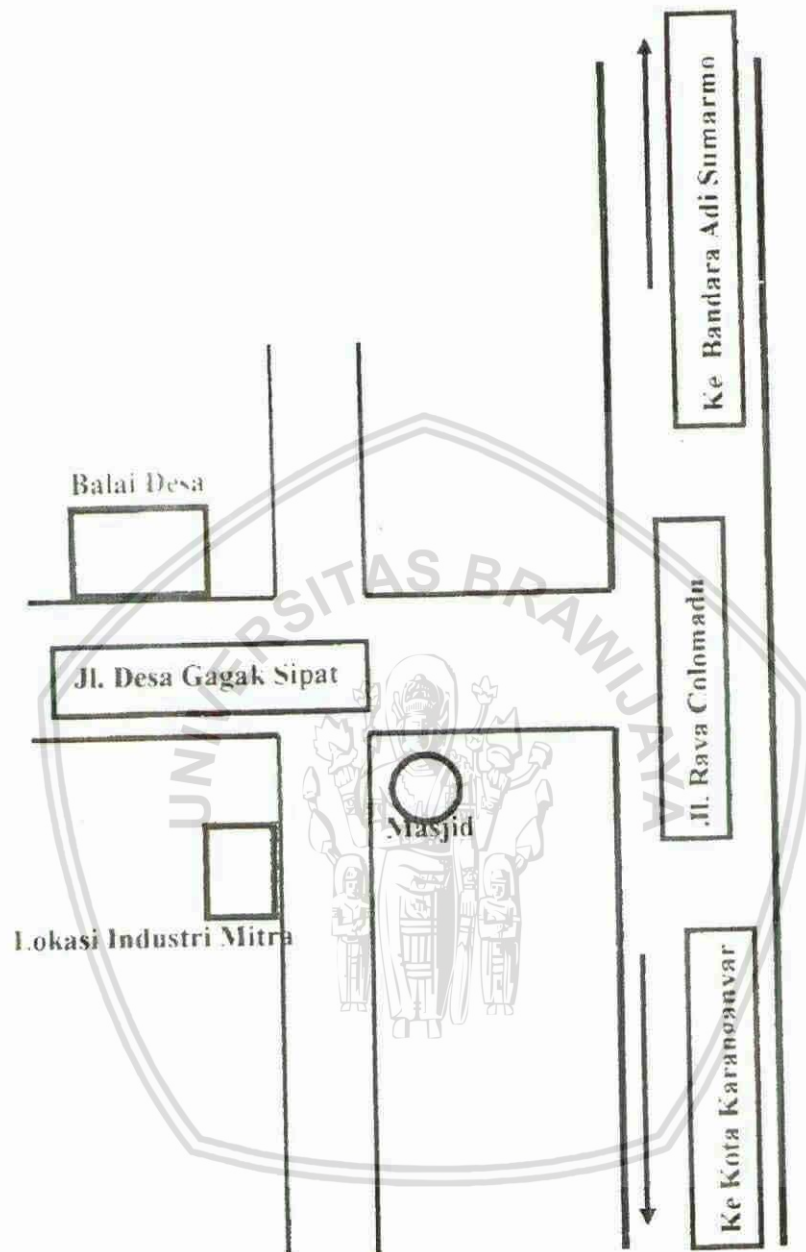 Ke Bandara Adi Sumarmo
Balai Desa
Jl. Desa Gagak Sipat
Jl. Raya Colomadu
Masjid
Lokasi Industri Mitra
Ke Kota Karanganyar
UNIVERSITAS BRAWIJAYA